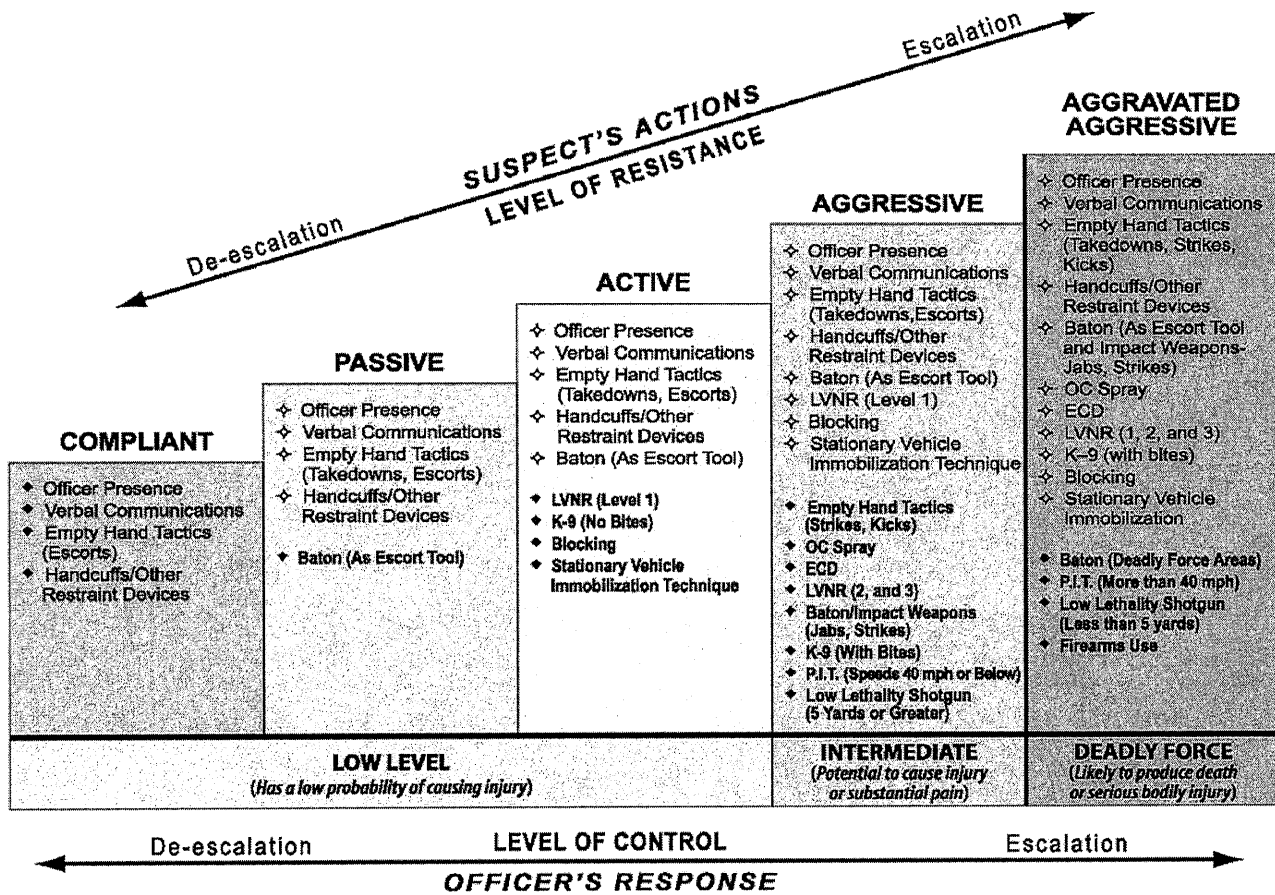 Escalation
SUSPECT'S ACTIONS
LEVEL OF RESISTANCE
De-escalation
COMPLIANT
Officer Presence
Verbal Communications
Empty Hand Tactics
(Escorts)
Handcuffs/Other
Restraint Devices
PASSIVE
Officer Presence
Verbal Communications
Empty Hand Tactics
(Takedowns, Escorts)
Handcuffs/Other
Restraint Devices
Baton (As Escort Tool)
ACTIVE
Officer Presence
Verbal Communications
Empty Hand Tactics
(Takedowns, Escorts)
Handcuffs/Other
Restraint Devices
Baton (As Escort Tool)
LVNR (Level 1)
K-9 (No Bites)
Blocking
Stationary Vehicle
Immobilization Technique
AGGRESSIVE
Officer Presence
Verbal Communications
Empty Hand Tactics
(Takedowns,Escorts)
Handcuffs/Other
Restraint Devices
Baton (As Escort Tool)
LVNR (Level 1)
Blocking
Stationary Vehicle
Immobilization Technique
Empty Hand Tactics
(Strikes, Kicks)
OC Spray
ECD
LVNR (2, and 3)
Baton/Impact Weapons
(Jabs, Strikes)
K-9 (With Bites)
P.I.T. (Speeds 40 mph or Below)
Low Lethality Shotgun
(5 Yards or Greater)
AGGRAVATED
AGGRESSIVE
Officer Presence
Verbal Communications
Empty Hand Tactics
(Takedowns, Strikes,
Kicks)
Handcuffs/Other
Restraint Devices
Baton (As Escort Tool
and Impact Weapons-
Jabs, Strikes)
OC Spray
ECD
LVNR (1, 2, and 3)
K-9 (with bites)
Blocking
Stationary Vehicle
Immobilization
Baton (Deadly Force Areas)
P.I.T. (More than 40 mph)
Low Lethality Shotgun
(Less than 5 yards)
Firearms Use
LOW LEVEL
(Has a low probability of causing injury)
INTERMEDIATE
(Potential to cause injury
or substantial pain)
DEADLY FORCE
(Likely to produce death
or serious bodily injury)
De-escalation
LEVEL OF CONTROL
Escalation
OFFICER'S RESPONSE